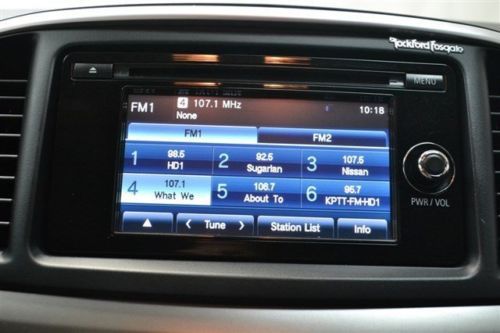 Rockford Fosgate
MENU
FM1
4 107.1 MHz
10:18
None
FM1 FM2
1 98.5 HD1
2 92.5 Sugarlan
3 107.5 Nissan
4 107.1 What We
5 106.7 About To
6 95.7 KPTT-FM-HD1
Tune
Station List
Info
PWR / VOL